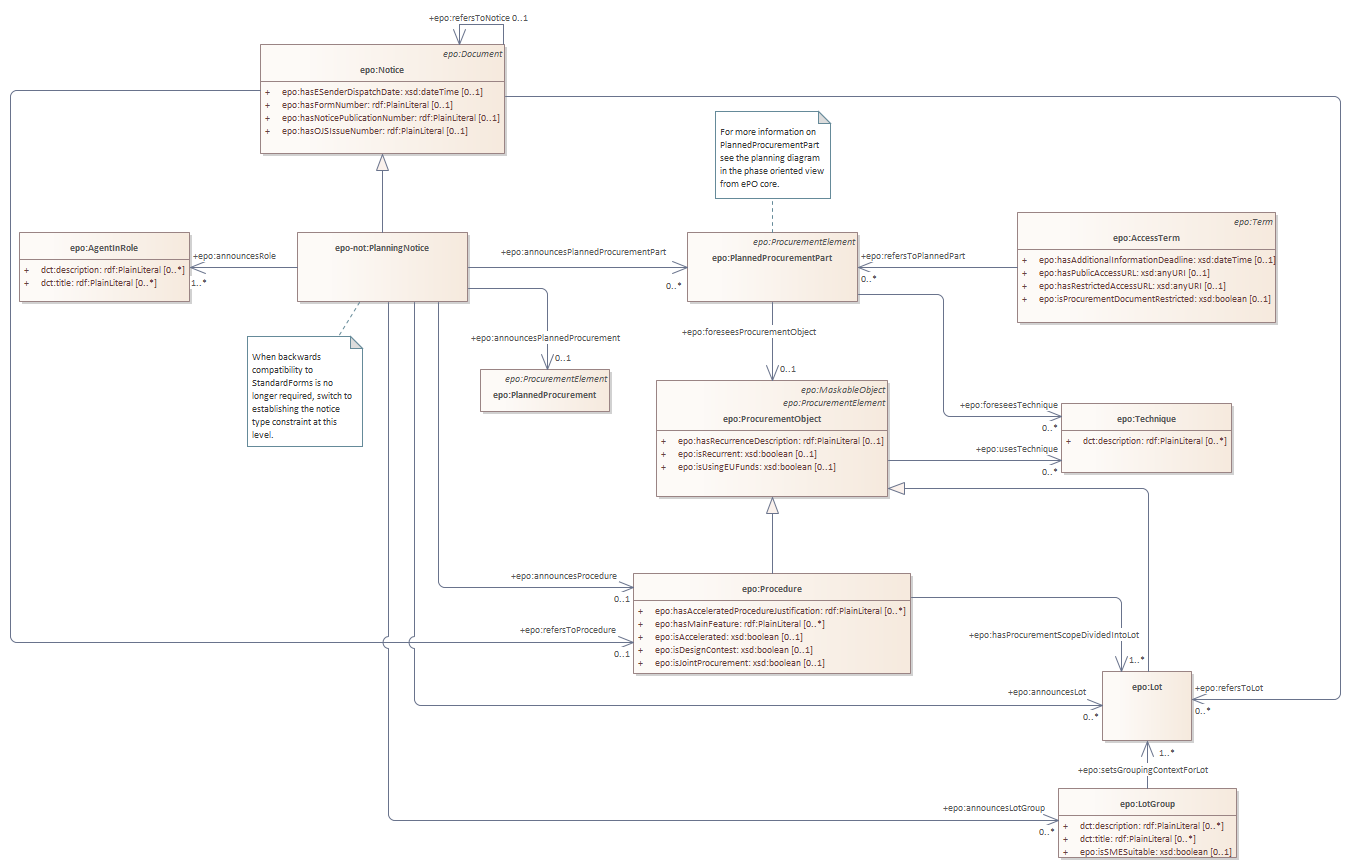 +epo:refersToNotice 0..1
epo:Document
epo:Notice
+ epo:hasESenderDispatchDate: xsd:dateTime [0..1]
+ epo:hasFormNumber: rdf:PlainLiteral [0..1]
+ epo:hasNoticePublicationNumber: rdf:PlainLiteral [0..1]
+ epo:hasOJSIssueNumber: rdf:PlainLiteral [0..1]
For more information on
PlannedProcurementPart
see the planning diagram
in the phase oriented view
from ePO core.
epo:AgentInRole
+ dct:description: rdf:PlainLiteral [0..*]
+ dct:title: rdf:PlainLiteral [0..*]
+epo:announcesRole
1..*
epo-not:PlanningNotice
+epo:announcesPlannedProcurementPart
0..*
epo:ProcurementElement
epo:PlannedProcurementPart
+epo:refersToPlannedPart
0..*
epo:Term
epo:AccessTerm
+ epo:hasAdditionalInformationDeadline: xsd:dateTime [0..1]
+ epo:hasPublicAccessURL: xsd:anyURI [0..1]
+ epo:hasRestrictedAccessURL: xsd:anyURI [0..1]
+ epo:isProcurementDocumentRestricted: xsd:boolean [0..1]
When backwards
compatibility to
StandardForms is no
longer required, switch to
establishing the notice
type constraint at this
level.
+epo:announcesPlannedProcurement
0..1
epo:ProcurementElement
epo:PlannedProcurement
+epo:foreseesProcurementObject
0..1
epo:MaskableObject
epo:ProcurementElement
epo:ProcurementObject
+ epo:hasRecurrenceDescription: rdf:PlainLiteral [0..1]
+ epo:isRecurrent: xsd:boolean [0..1]
+ epo:isUsingEUFunds: xsd:boolean [0..1]
+epo:foreseesTechnique
0..*
+epo:usesTechnique
0..*
epo:Technique
+ dct:description: rdf:PlainLiteral [0..*]
+epo:announcesProcedure
0..1
+epo:refersToProcedure
0..1
epo:Procedure
+ epo:hasAcceleratedProcedureJustification: rdf:PlainLiteral [0..*]
+ epo:hasMainFeature: rdf:PlainLiteral [0..*]
+ epo:isAccelerated: xsd:boolean [0..1]
+ epo:isDesignContest: xsd:boolean [0..1]
+ epo:isJointProcurement: xsd:boolean [0..1]
+epo:hasProcurementScopeDividedIntoLot
1..*
+epo:announcesLot
0..*
epo:Lot
+epo:refersToLot
0..*
1..*
+epo:setsGroupingContextForLot
+epo:announcesLotGroup
0..*
epo:LotGroup
+ dct:description: rdf:PlainLiteral [0..*]
+ dct:title: rdf:PlainLiteral [0..*]
+ epo:isSMESuitable: xsd:boolean [0..1]